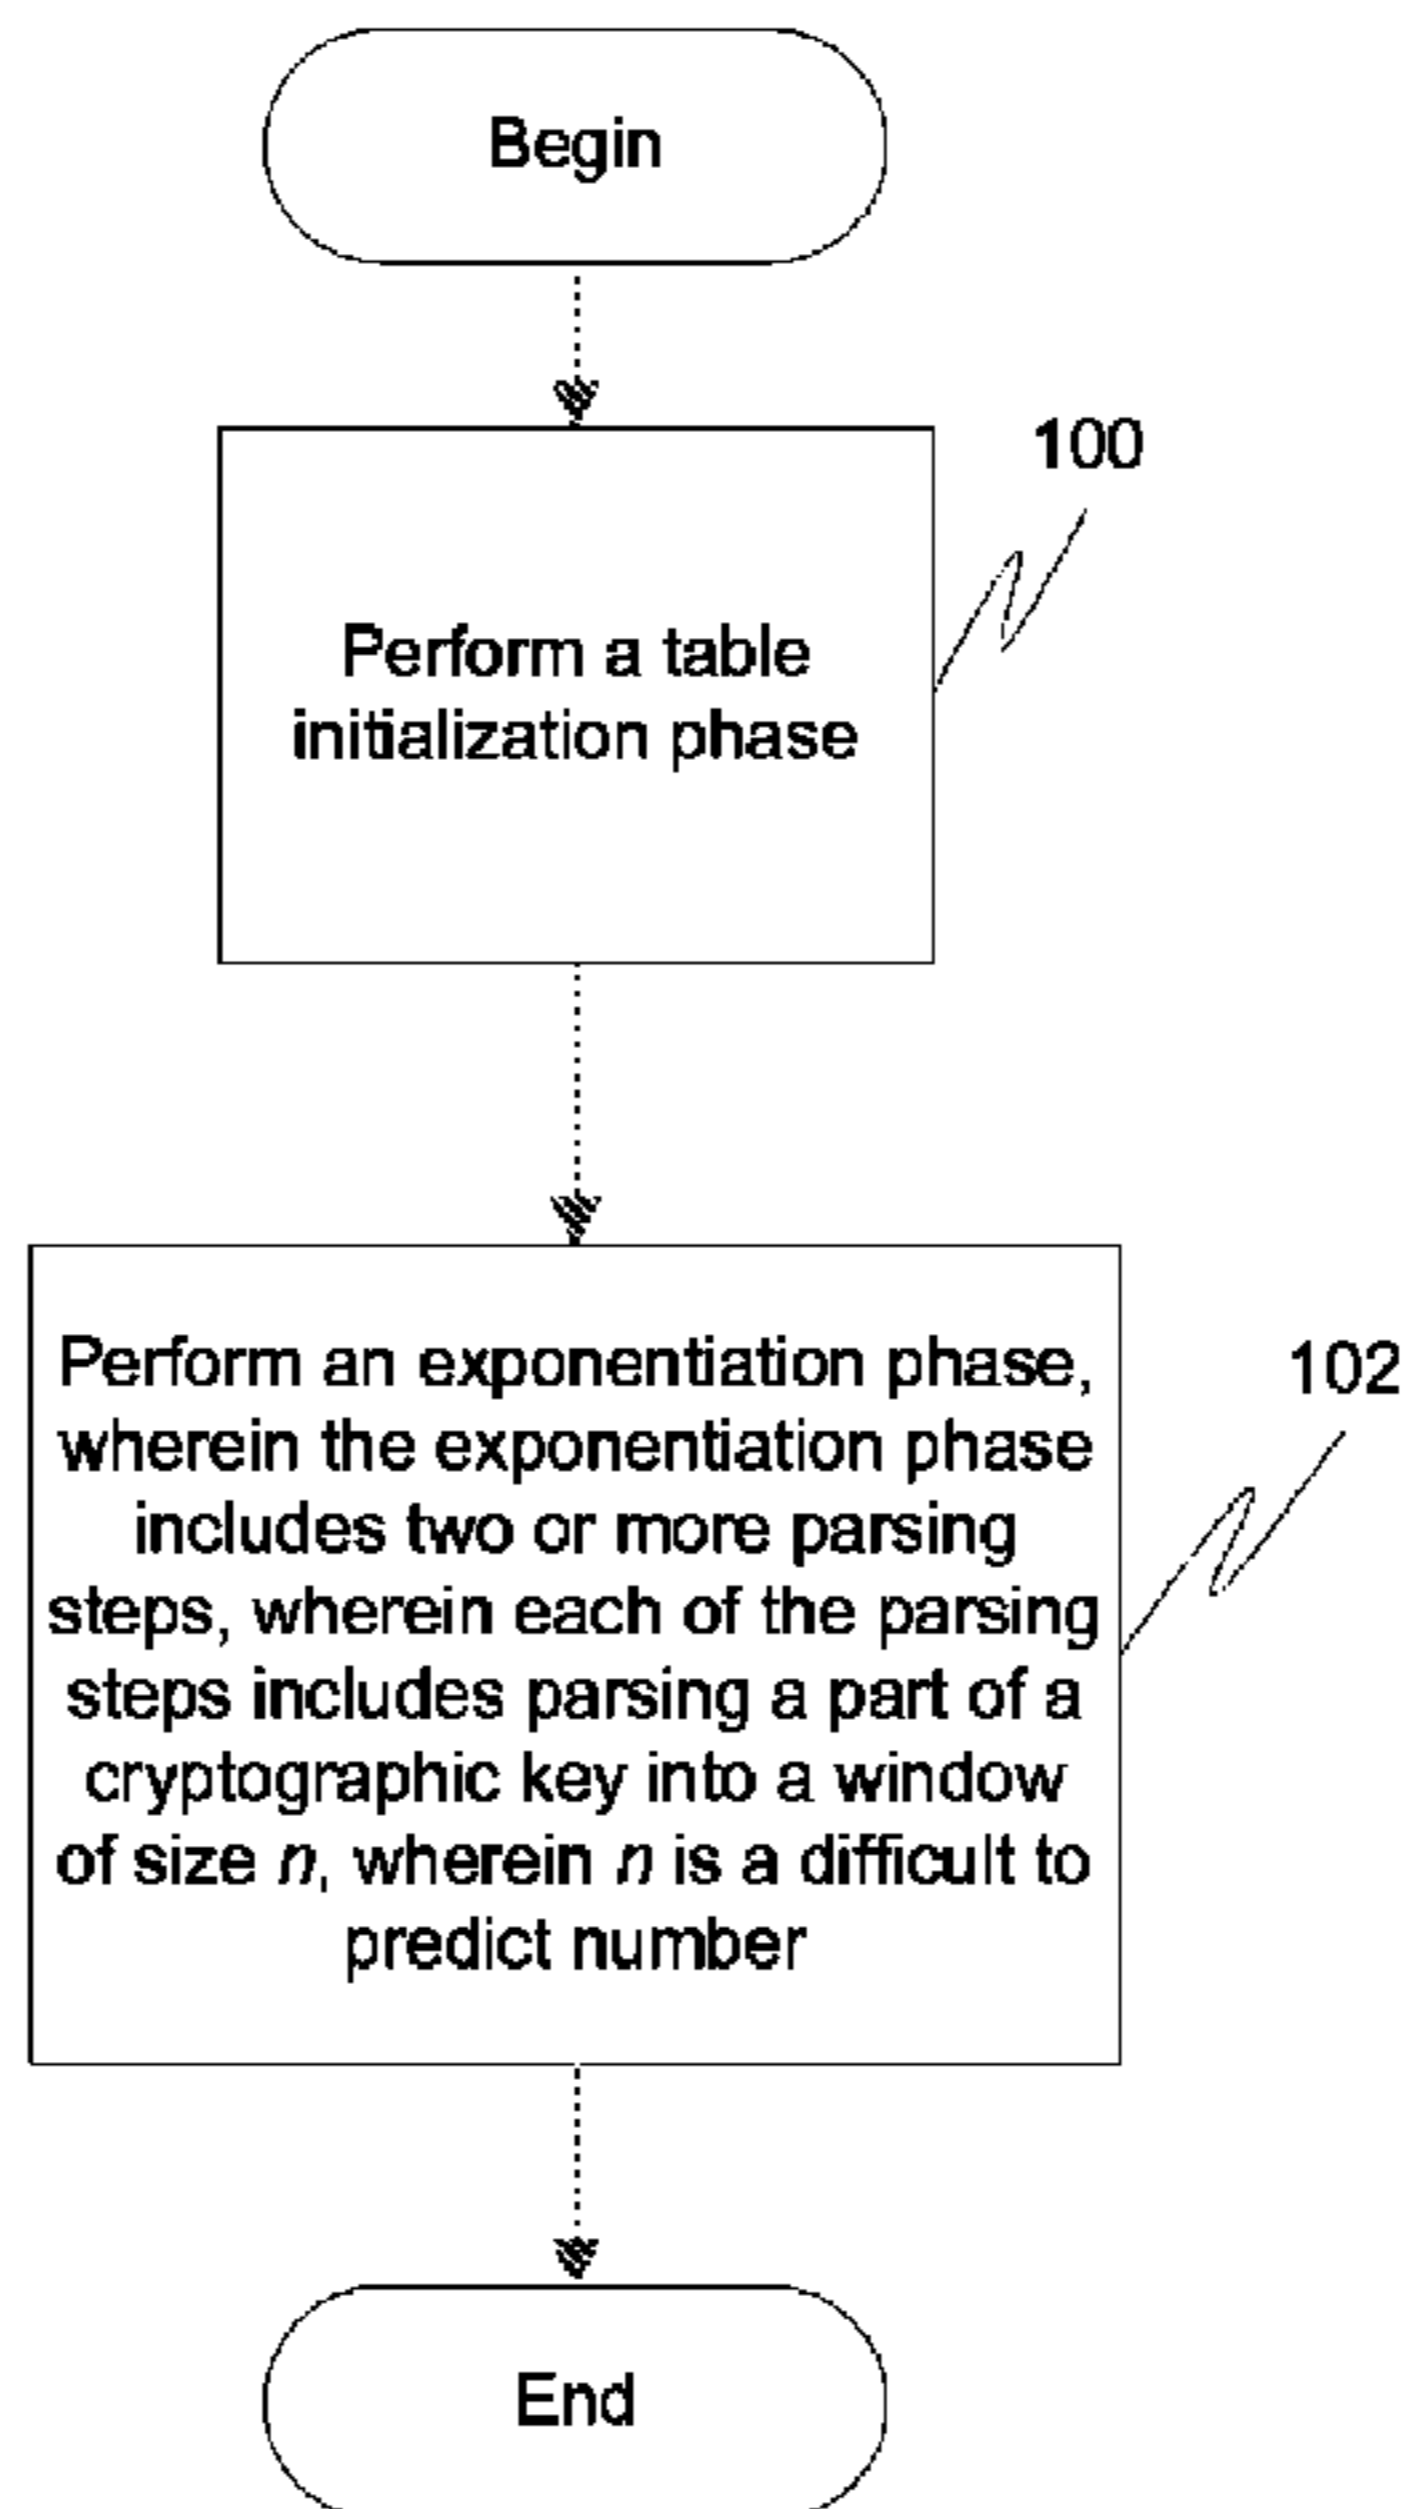 Begin
100
Perform a table
initialization phase
Perform an exponentiation phase,
102
wherein the exponentiation phase
includes two or more parsing
steps, wherein each of the parsing
steps includes parsing a part of a
cryptographic key into a window
of size n, wherein n is a difficult to
predict number
End